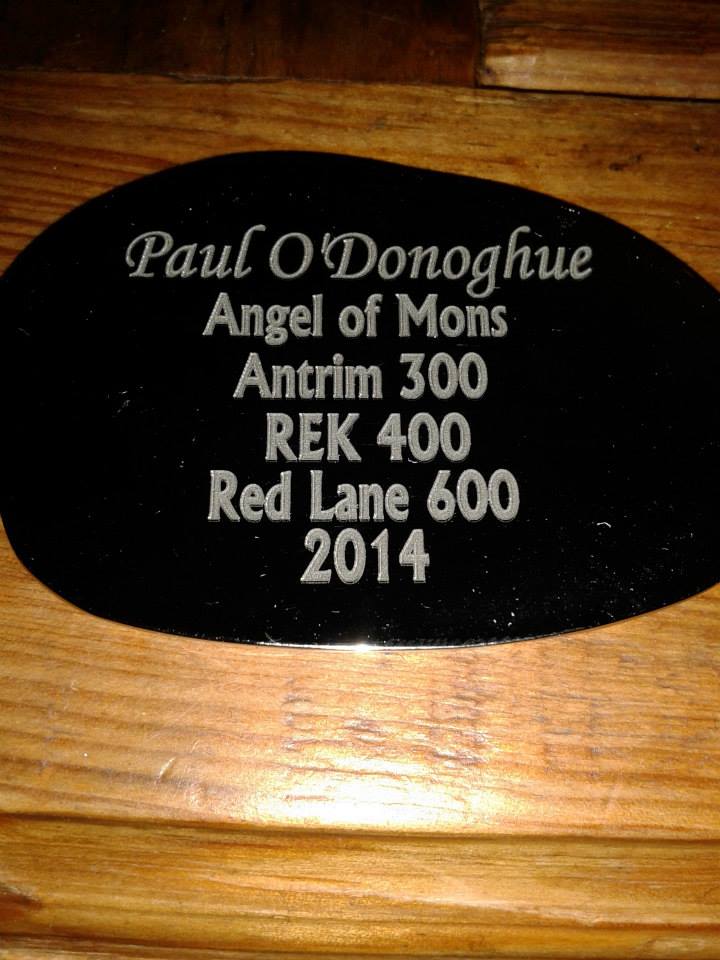 Paul O'Donoghue
Angel of Mons
Antrim 300
REK 400
Red Lane 600
2014